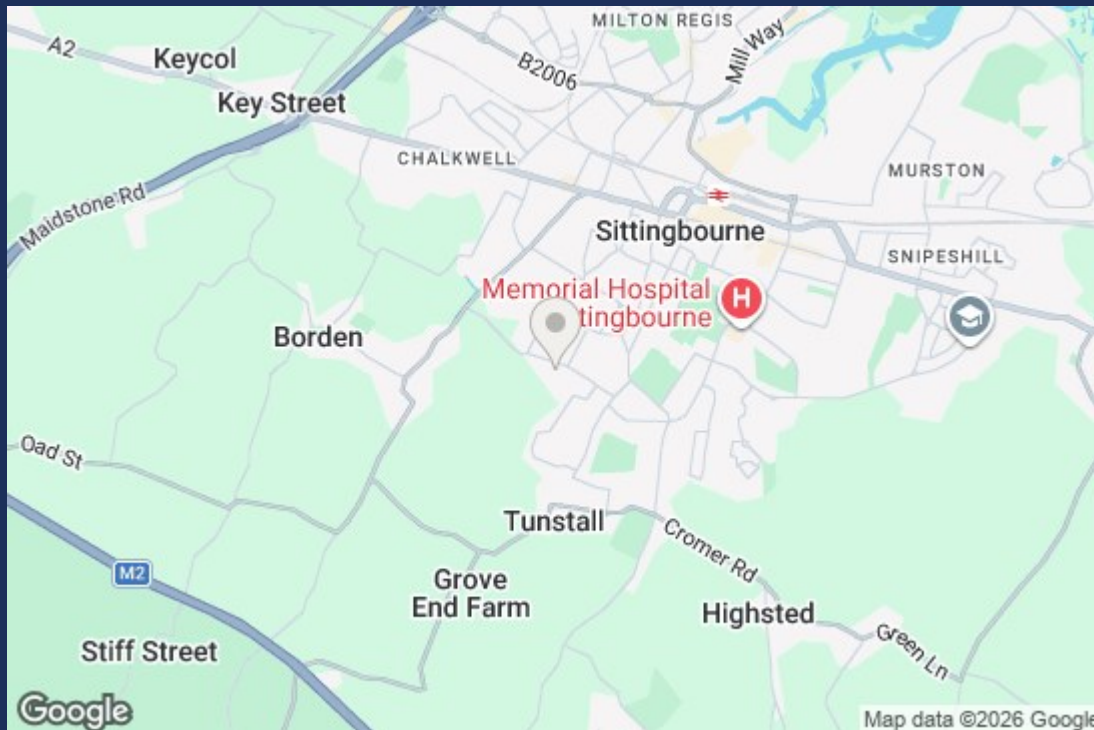 MILTON REGIS
A2
Keycol
Mill Way
B2006
Key Street
CHALKWELL
MURSTON
Maidstone Rd
Sittingbourne
SNIPESHILL
Memorial Hospital
H
tingbourne
Borden
Oad St
Tunstall
Cromer Rd
M2
Grove
End Farm
Highsted
Green Ln
Stiff Street
Google
Map data ©2026 Google